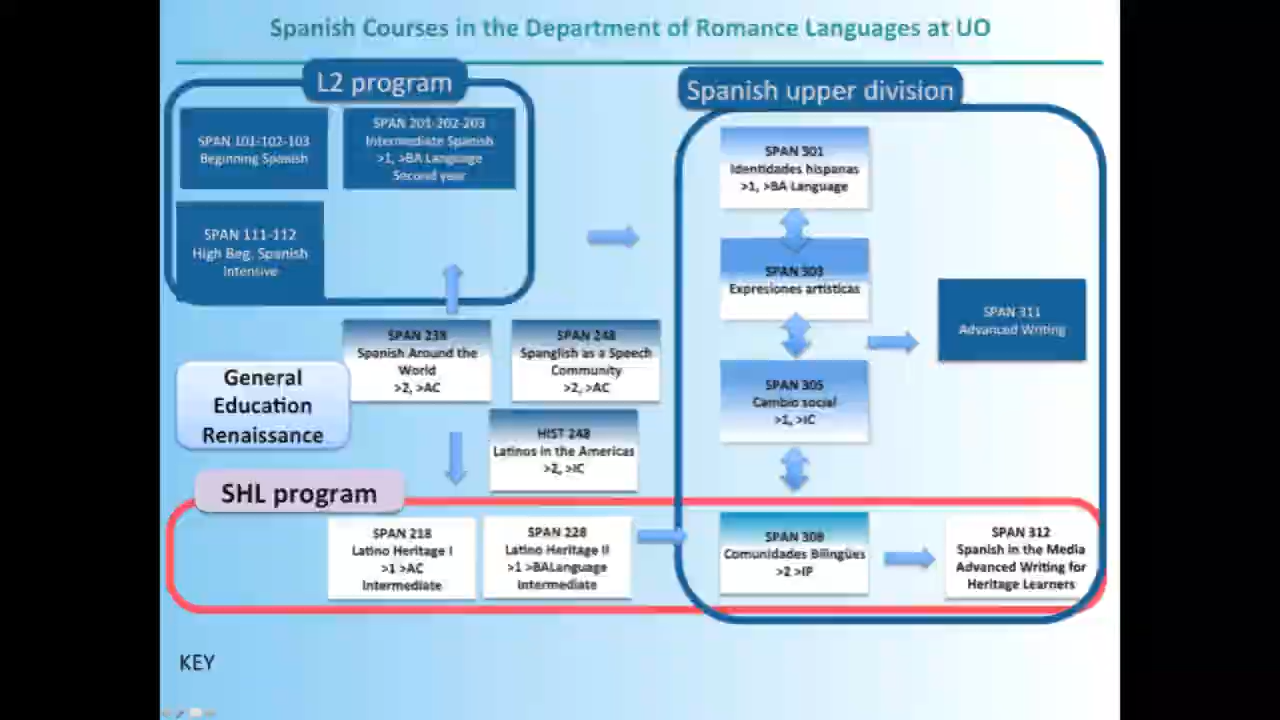 Spanish Courses in the Department of Romance Languages at UO
L2 program
SPAN 101-102-103
Beginning Spanish
SPAN 201-202-203
Intermediate Spanish
>1, >BA Language
Second year
SPAN 111-112
High Beg. Spanish
Intensive
General
Education
Renaissance
SPAN 238
Spanish Around the
World
>2, >AC
SPAN 248
Spanglish as a Speech
Community
>2, >AC
HIST 248
Latinos in the Americas
>2, >IC
SHL program
SPAN 218
Latino Heritage I
>1 >AC
Intermediate
SPAN 228
Latino Heritage II
>1 >BALanguage
Intermediate
Spanish upper division
SPAN 301
Identidades hispanas
>1, >BA Language
SPAN 303
Expresiones artísticas
SPAN 305
Cambio social
>1, >IC
SPAN 308
Comunidades Bilingües
>2 >IP
SPAN 311
Advanced Writing
SPAN 312
Spanish in the Media
Advanced Writing for
Heritage Learners
KEY